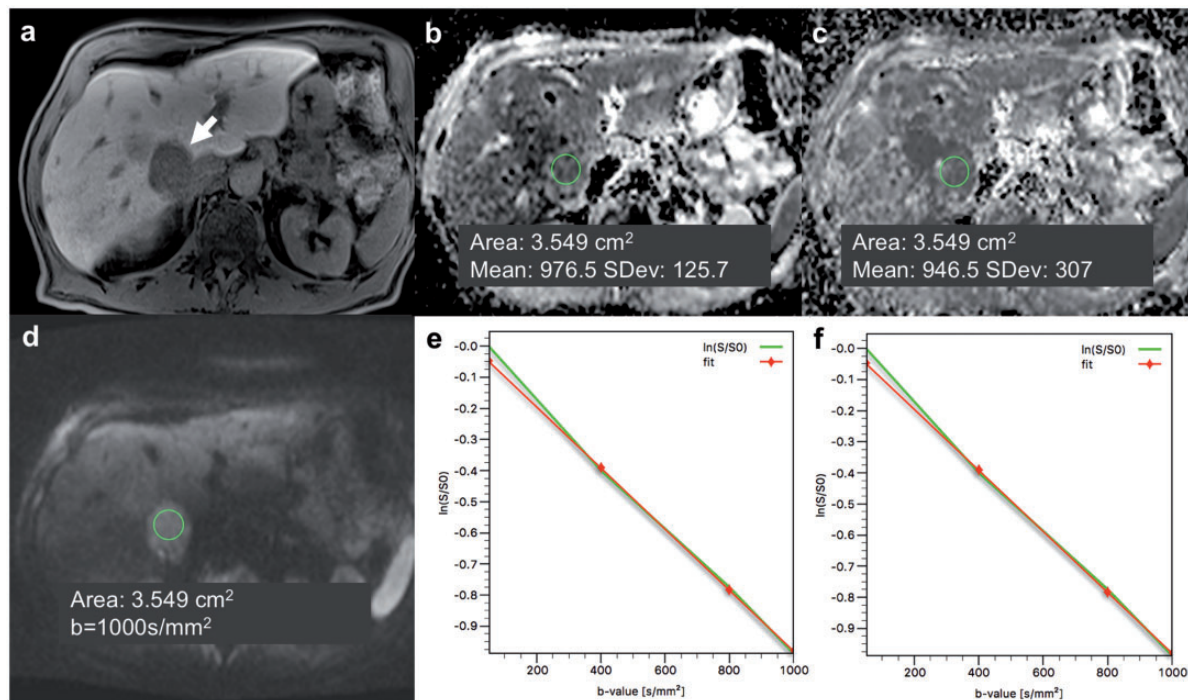 a
b
c
Area: 3.549 cm²
Mean: 976.5 SDev: 125.7
Area: 3.549 cm²
Mean: 946.5 SDev: 307
d
Area: 3.549 cm²
b=1000s/mm²
e
ln(S/S0)
fit
-0.0
-0.1
-0.2
-0.3
-0.4
-0.5
-0.6
-0.7
-0.8
-0.9
ln(S/S0)
200 400 600 800 1000
b-value [s/mm²]
f
ln(S/S0)
fit
-0.0
-0.1
-0.2
-0.3
-0.4
-0.5
-0.6
-0.7
-0.8
-0.9
ln(S/S0)
200 400 600 800 1000
b-value [s/mm²]